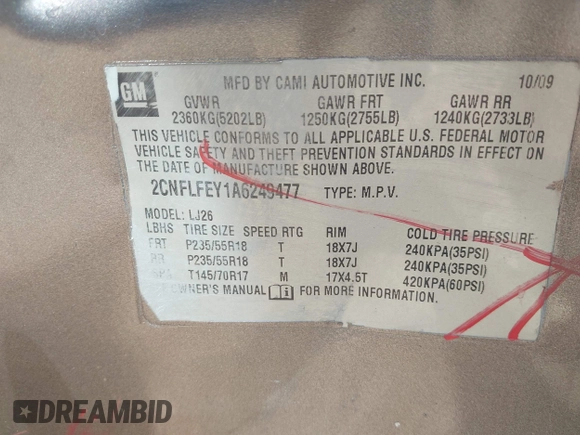 GM
MFD BY CAMI AUTOMOTIVE INC. 10/09
GVWR GAWR FRT GAWR RR
2360KG(5202LB) 1250KG(2755LB) 1240KG(2733LB)
THIS VEHICLE CONFORMS TO ALL APPLICABLE U.S. FEDERAL MOTOR
VEHICLE SAFETY AND THEFT PREVENTION STANDARDS IN EFFECT ON
THE DATE OF MANUFACTURE SHOWN ABOVE.
2CNFLFEY1A6249477 TYPE: M.P.V.
MODEL: LJ26
LBHS TIRE SIZE SPEED RTG RIM COLD TIRE PRESSURE
FRT P235/55R18 T 18X7J 240KPA(35PSI)
RR P235/55R18 T 18X7J 240KPA(35PSI)
SPA T145/70R17 M 17X4.5T 420KPA(60PSI)
OWNER'S MANUAL FOR MORE INFORMATION.
DREAMBID